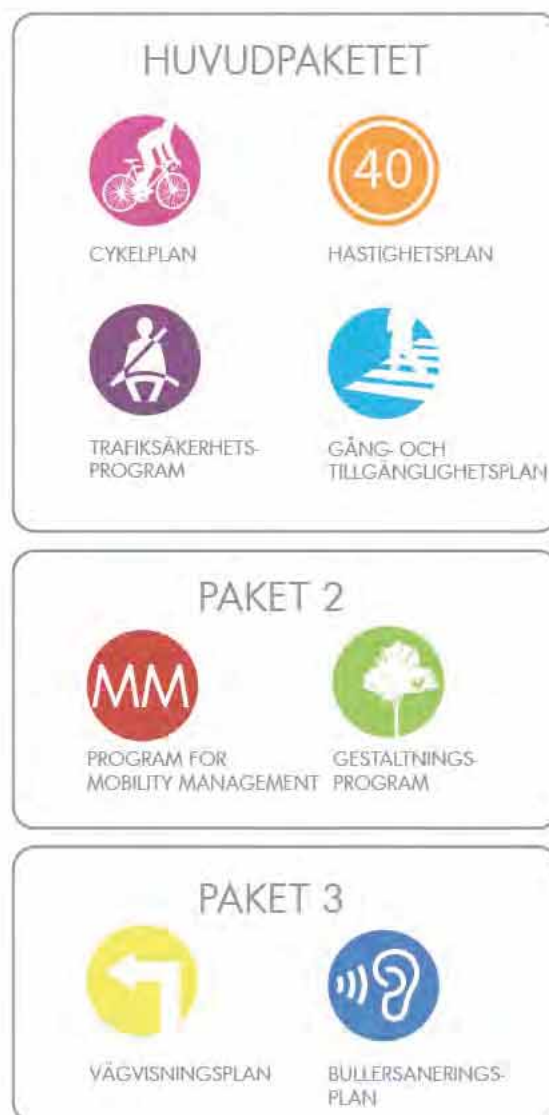 HUVUDPAKETET
40
CYKELPLAN
HASTIGHETSPLAN
TRAFIKSÄKERHETS-
PROGRAM
GÅNG- OCH
TILLGÄNGLIGHETSPLAN
PAKET 2
MM
PROGRAM FÖR
MOBILITY MANAGEMENT
GESTALTNINGS-
PROGRAM
PAKET 3
VÄGVISNINGSPLAN
BULLERSANERINGS-
PLAN